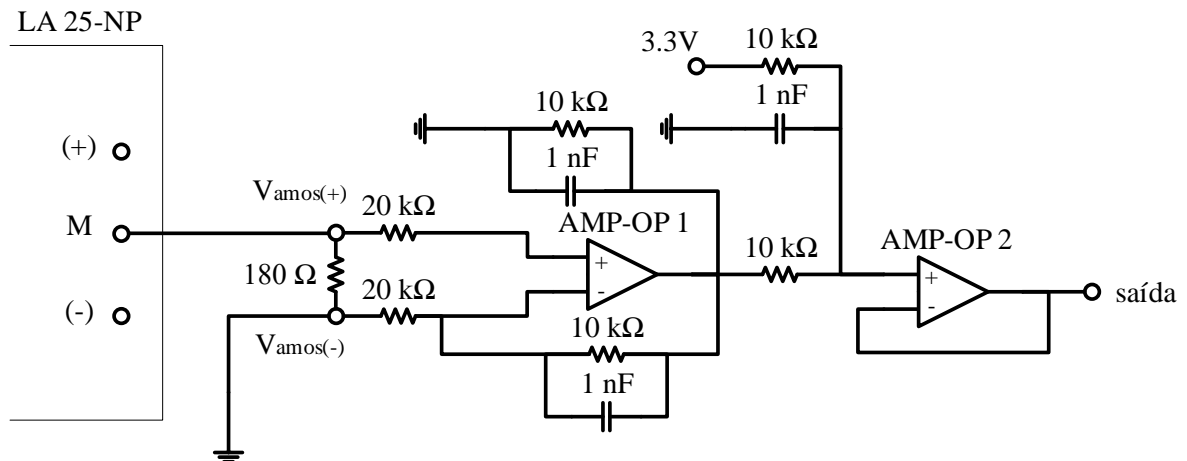 LA 25-NP
(+)
M
(-)
Vamos(+)
180 Ω
Vamos(-)
20 kΩ
20 kΩ
10 kΩ
1 nF
AMP-OP 1
+
-
10 kΩ
1 nF
3.3V
10 kΩ
1 nF
10 kΩ
AMP-OP 2
+
-
saída